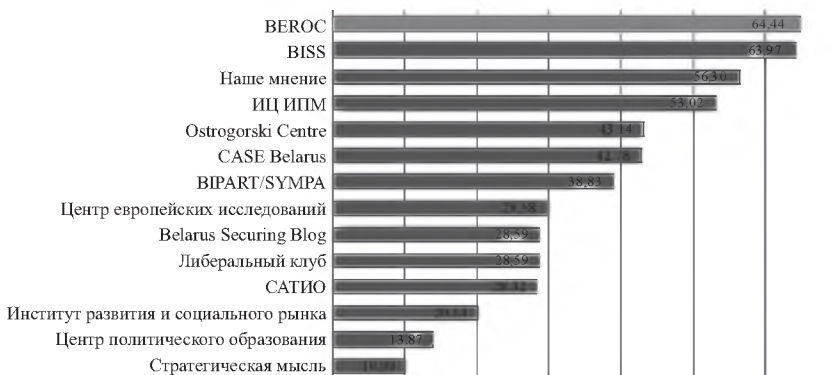 BEROC 64,44
BISS 63,97
Наше мнение 56,30
ИЦ ИПМ 53,02
Ostrogorski Centre 43,14
CASE Belarus
BIPART/SYMPA 38,83
Центр европейских исследований
Belarus Securing Blog 28,59
Либеральный клуб 28,59
САТИО
Институт развития и социального рынка
Центр политического образования 13,87
Стратегическая мысль